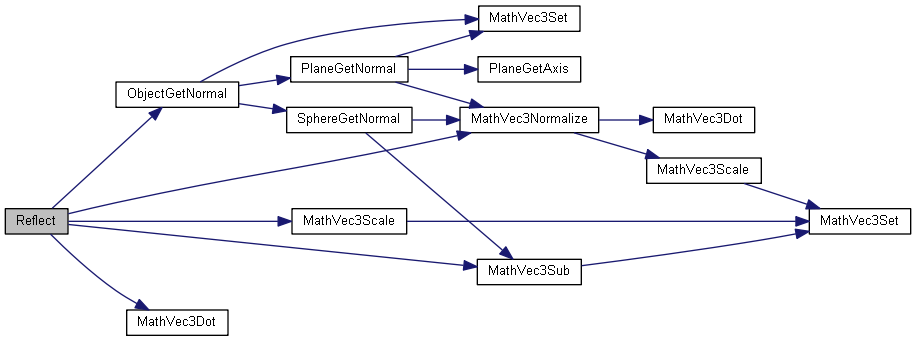 MathVec3Set
PlaneGetNormal
PlaneGetAxis
ObjectGetNormal
SphereGetNormal
MathVec3Normalize
MathVec3Dot
MathVec3Scale
Reflect
MathVec3Scale
MathVec3Set
MathVec3Sub
MathVec3Dot